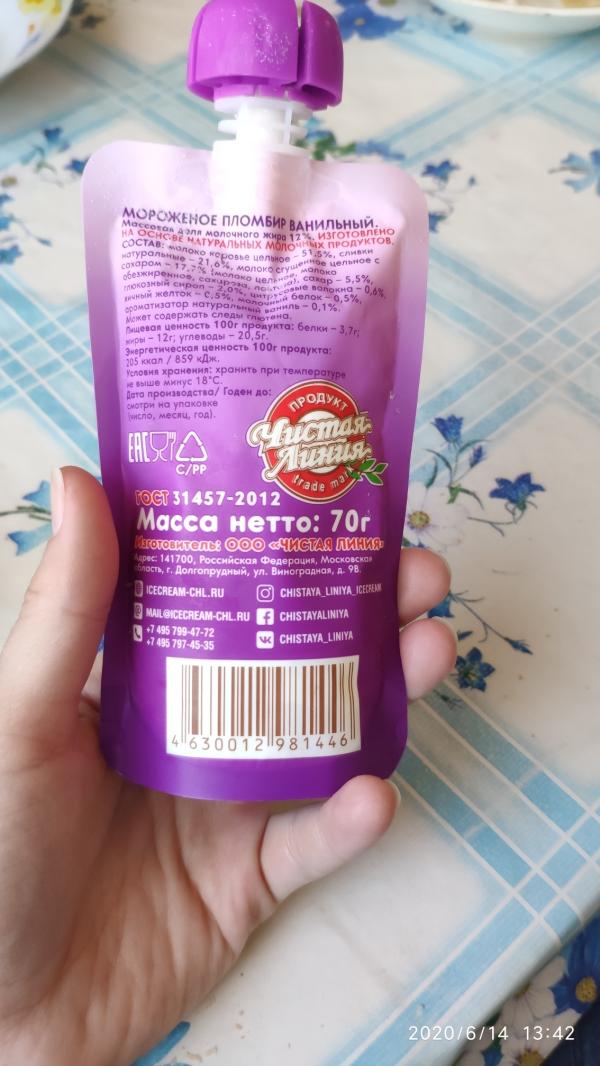 МОРОЖЕНОЕ ПЛОМБИР ВАНИЛЬНЫЙ.
Массовая доля молочного жира 12%. ИЗГОТОВЛЕНО
НА ОСНОВЕ НАТУРАЛЬНЫХ МОЛОЧНЫХ ПРОДУКТОВ.
СОСТАВ: молоко коровье цельное – 51,5%, сливки
натуральные – 21,6%, молоко сгущенное цельное с
сахаром – 17,7% (молоко цельное, молоко
обезжиренное, сахароза, лактоза), сахар – 5,5%,
глюкозный сироп – 2,0%, цитрусовые волокна – 0,6%,
яичный желток – 0,5%, молочный белок – 0,5%,
ароматизатор натуральный ваниль – 0,1%.
Может содержать следы глютена.
Пищевая ценность 100г продукта: белки – 3,7г;
жиры – 12г; углеводы – 20,5г.
Энергетическая ценность 100г продукта:
205 ккал / 859 кДж.
Условия хранения: хранить при температуре
не выше минус 18°С.
Дата производства/ Годен до:
смотри на упаковке
(число, месяц, год).
ПРОДУКТ
Чистая
Линия
trade mark
EAC
C/PP
ГОСТ 31457-2012
Масса нетто: 70г
Изготовитель: ООО «ЧИСТАЯ ЛИНИЯ»
Адрес: 141700, Российская Федерация, Московская
область, г. Долгопрудный, ул. Виноградная, д. 9В.
ICECREAM-CHL.RU
CHISTAYA_LINIYA_ICECREAM
MAIL@ICECREAM-CHL.RU
CHISTAYALINIYA
+7 495 799-47-72
+7 495 797-45-35
CHISTAYA_LINIYA
4 630012 981446
2020/6/14 13:42